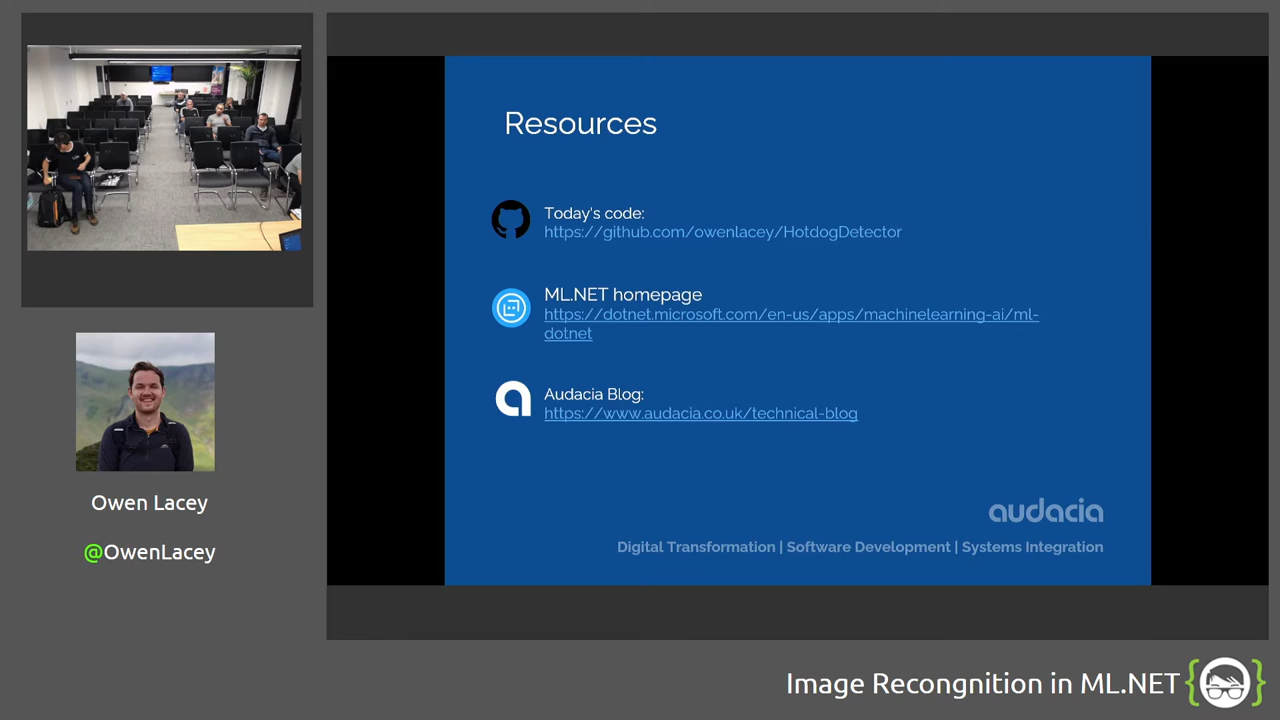 Resources
Today's code:
https://github.com/owenlacey/HotdogDetector
ML.NET homepage
https://dotnet.microsoft.com/en-us/apps/machinelearning-ai/ml-
dotnet
Audacia Blog:
https://www.audacia.co.uk/technical-blog
audacia
Digital Transformation | Software Development | Systems Integration
Owen Lacey
@OwenLacey
Image Recongnition in ML.NET